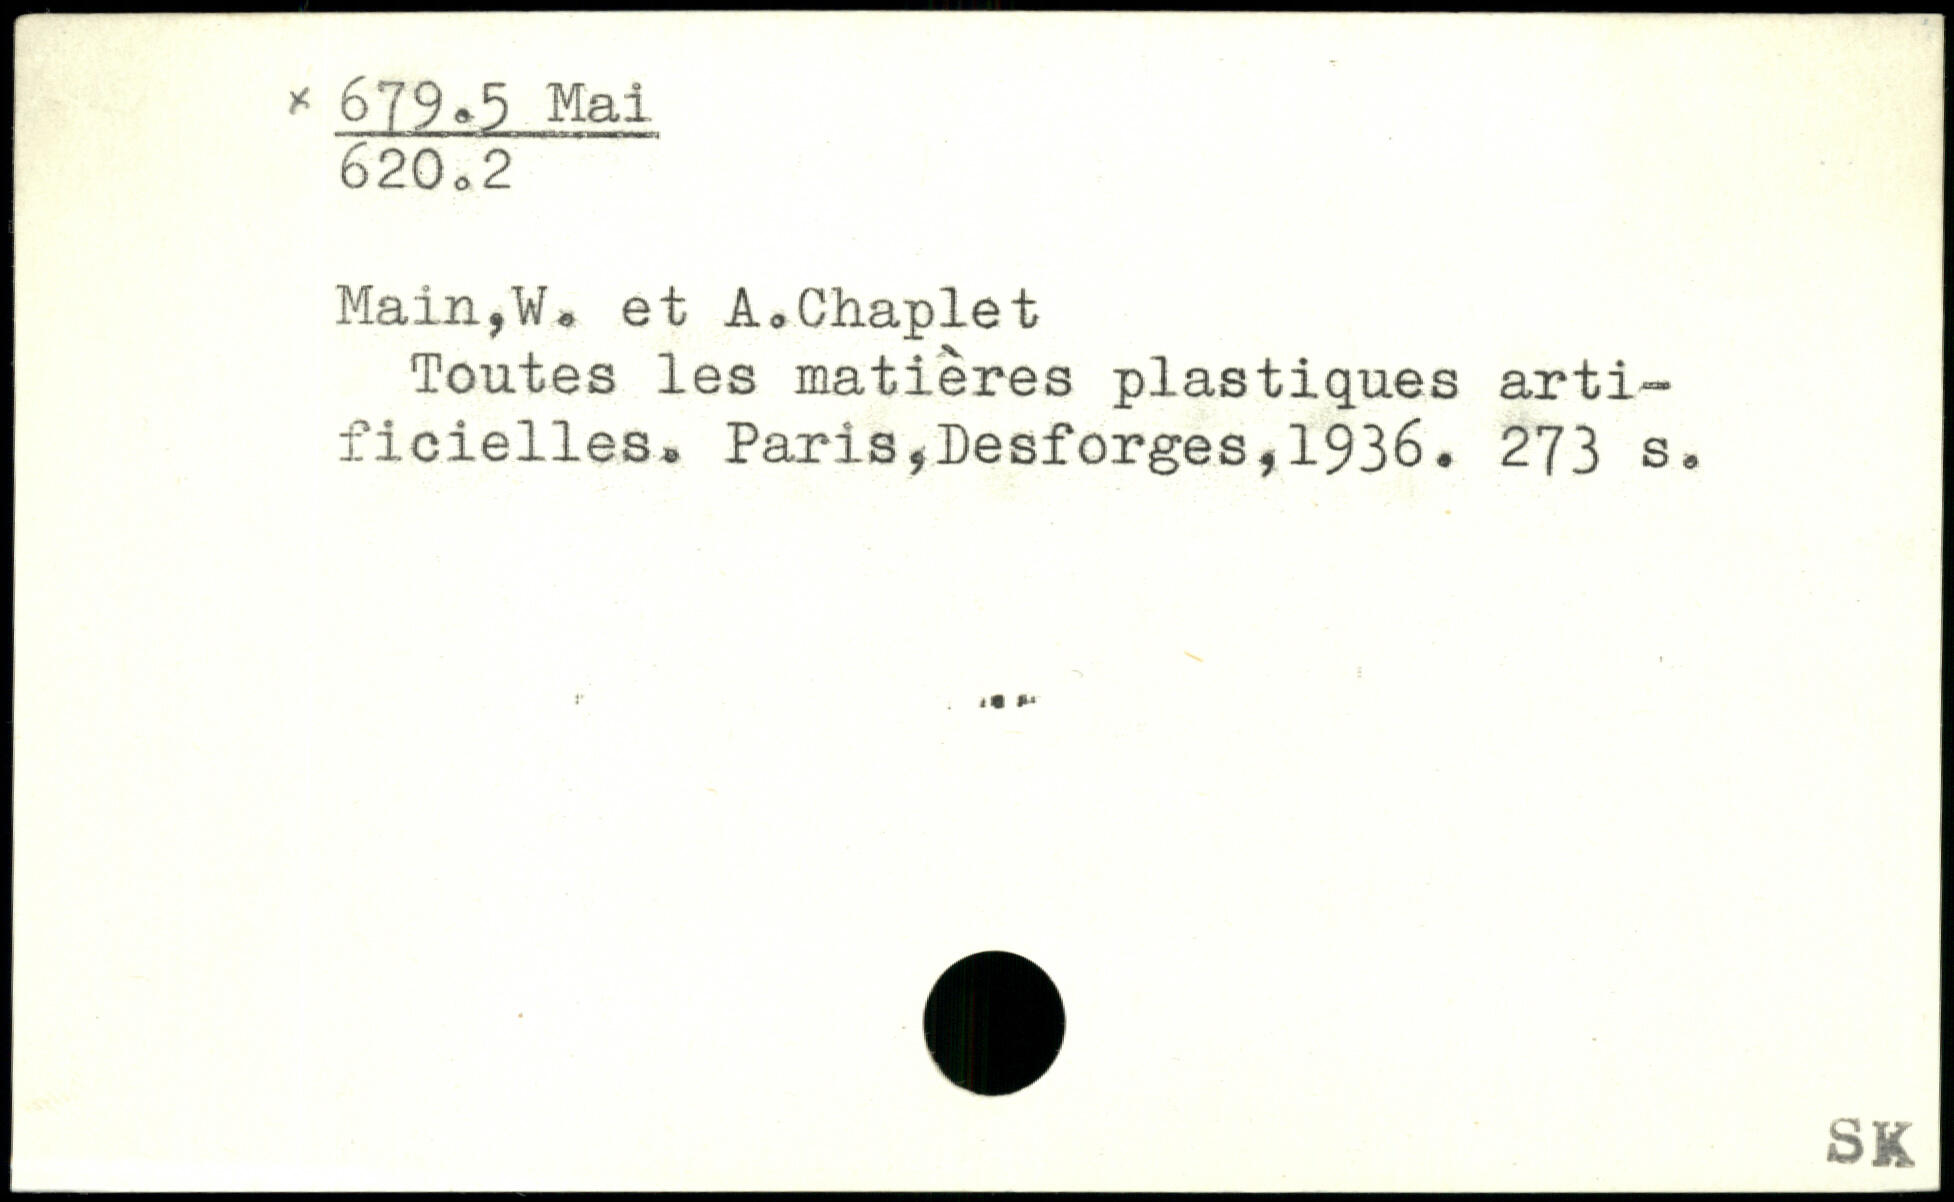 × 679.5 Mai
620.2
Main,W. et A.Chaplet
Toutes les matières plastiques arti-
ficielles. Paris,Desforges,1936. 273 s.
SK